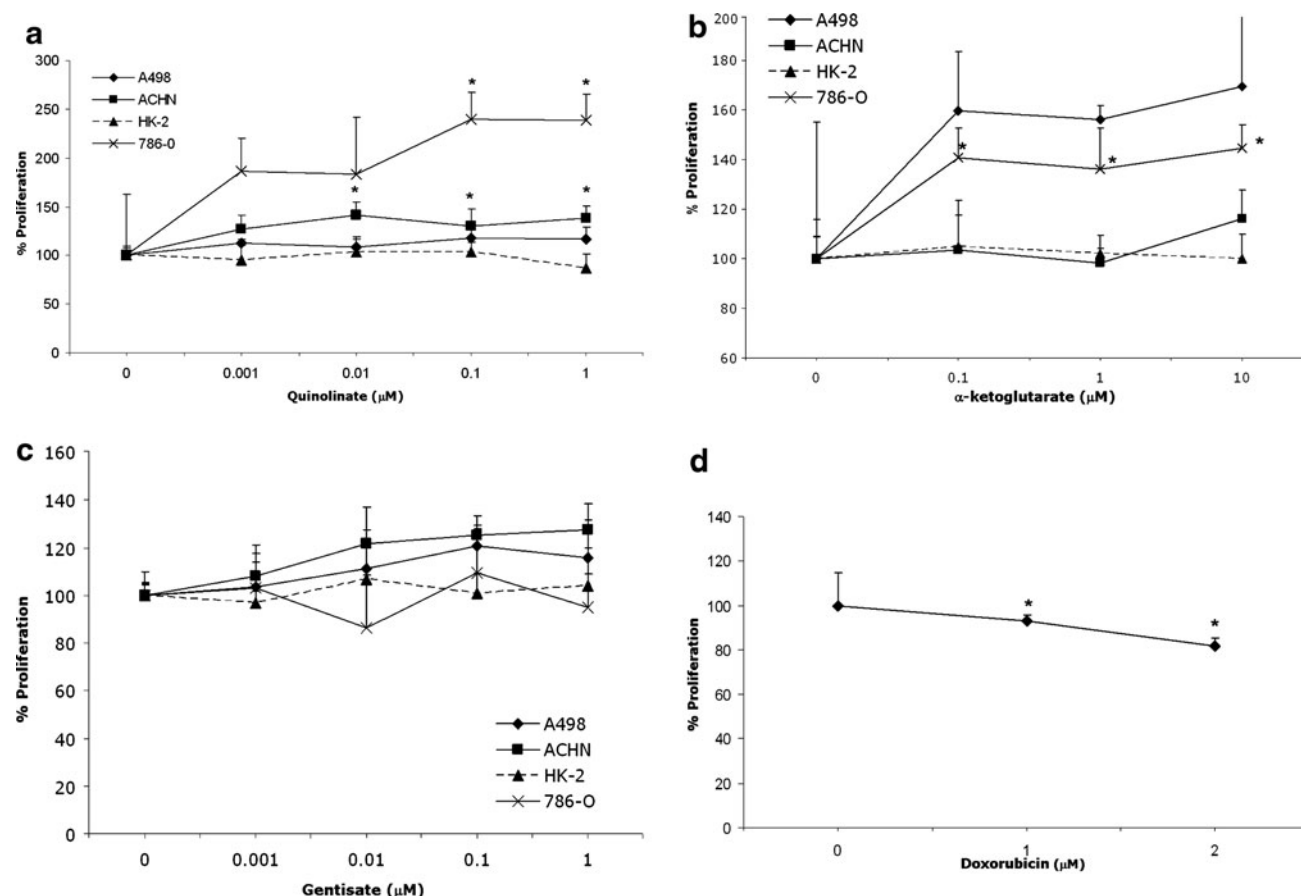 a
300
250
200
150
100
50
0
% Proliferation
A498
ACHN
HK-2
786-0
* *
* * *
0 0.001 0.01 0.1 1
Quinolinate (µM)
b
200
180
160
140
120
100
80
60
% Proliferation
A498
ACHN
HK-2
786-O
* * *
0 0.1 1 10
α-ketoglutarate (µM)
c
160
140
120
100
80
60
40
20
0
% Proliferation
A498
ACHN
HK-2
786-O
0 0.001 0.01 0.1 1
Gentisate (µM)
d
140
120
100
80
60
40
20
0
% Proliferation
* *
0 1 2
Doxorubicin (µM)